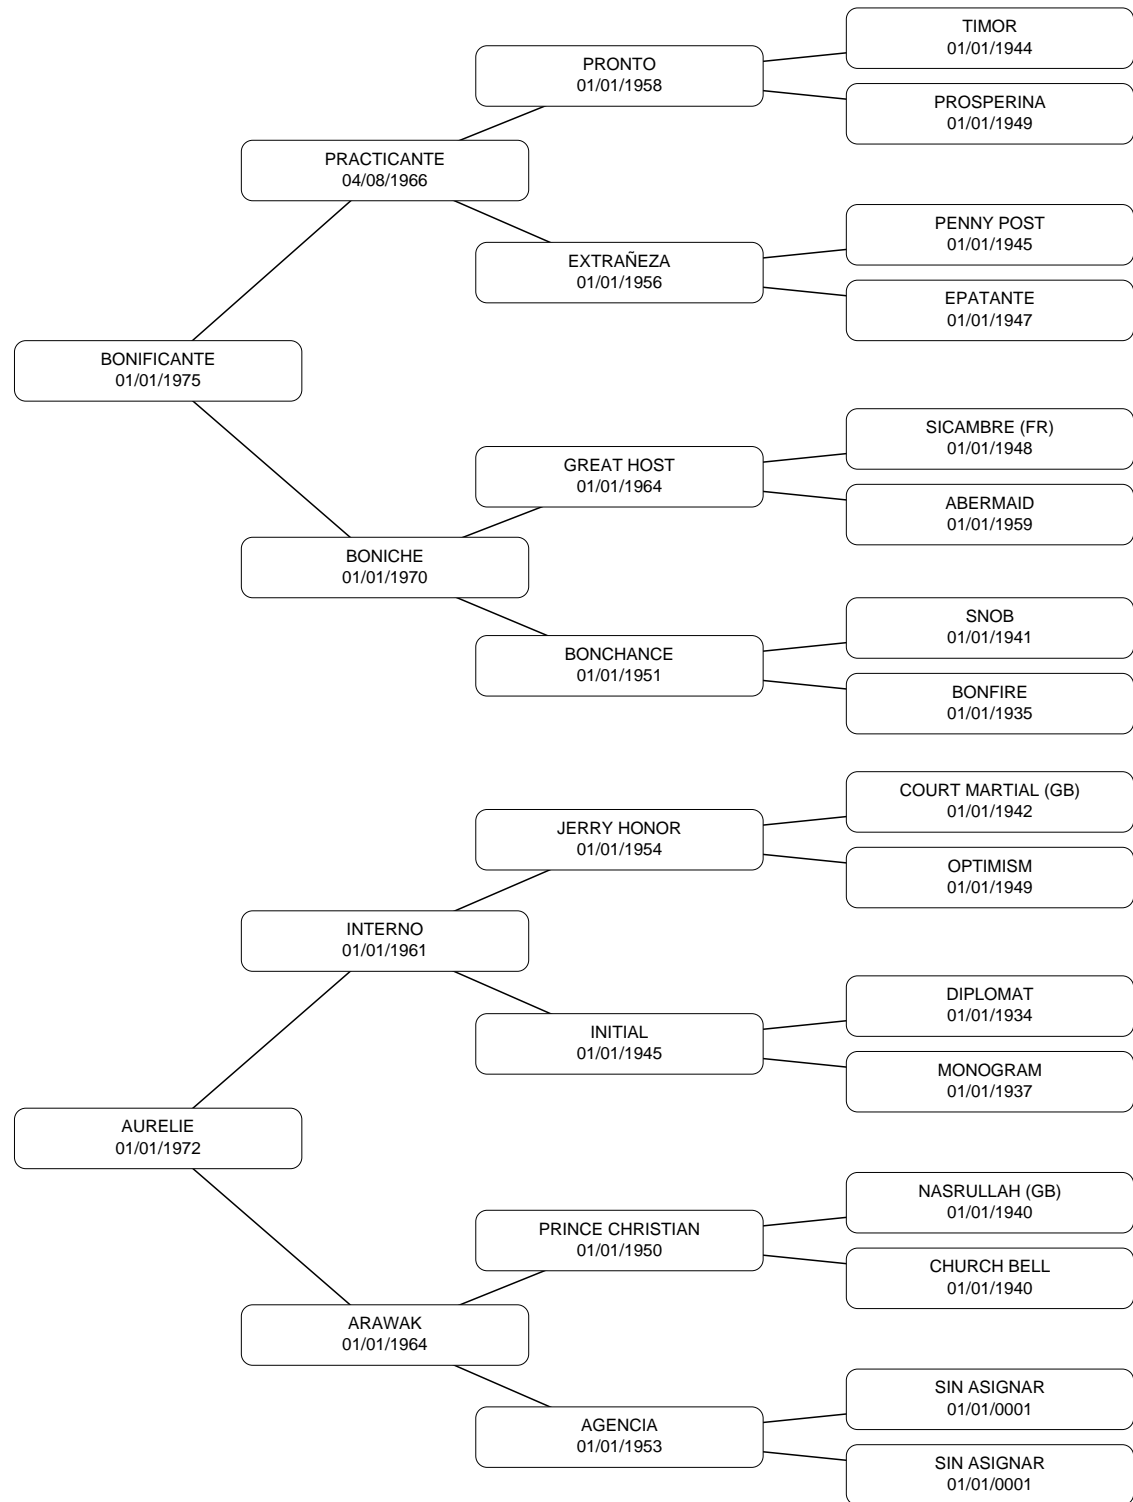 TIMOR
01/01/1944
PRONTO
01/01/1958
PROSPERINA
01/01/1949
PRACTICANTE
04/08/1966
PENNY POST
01/01/1945
EXTRAÑEZA
01/01/1956
EPATANTE
01/01/1947
BONIFICANTE
01/01/1975
SICAMBRE (FR)
01/01/1948
GREAT HOST
01/01/1964
ABERMAID
01/01/1959
BONICHE
01/01/1970
SNOB
01/01/1941
BONCHANCE
01/01/1951
BONFIRE
01/01/1935
COURT MARTIAL (GB)
01/01/1942
JERRY HONOR
01/01/1954
OPTIMISM
01/01/1949
INTERNO
01/01/1961
DIPLOMAT
01/01/1934
INITIAL
01/01/1945
MONOGRAM
01/01/1937
AURELIE
01/01/1972
NASRULLAH (GB)
01/01/1940
PRINCE CHRISTIAN
01/01/1950
CHURCH BELL
01/01/1940
ARAWAK
01/01/1964
SIN ASIGNAR
01/01/0001
AGENCIA
01/01/1953
SIN ASIGNAR
01/01/0001